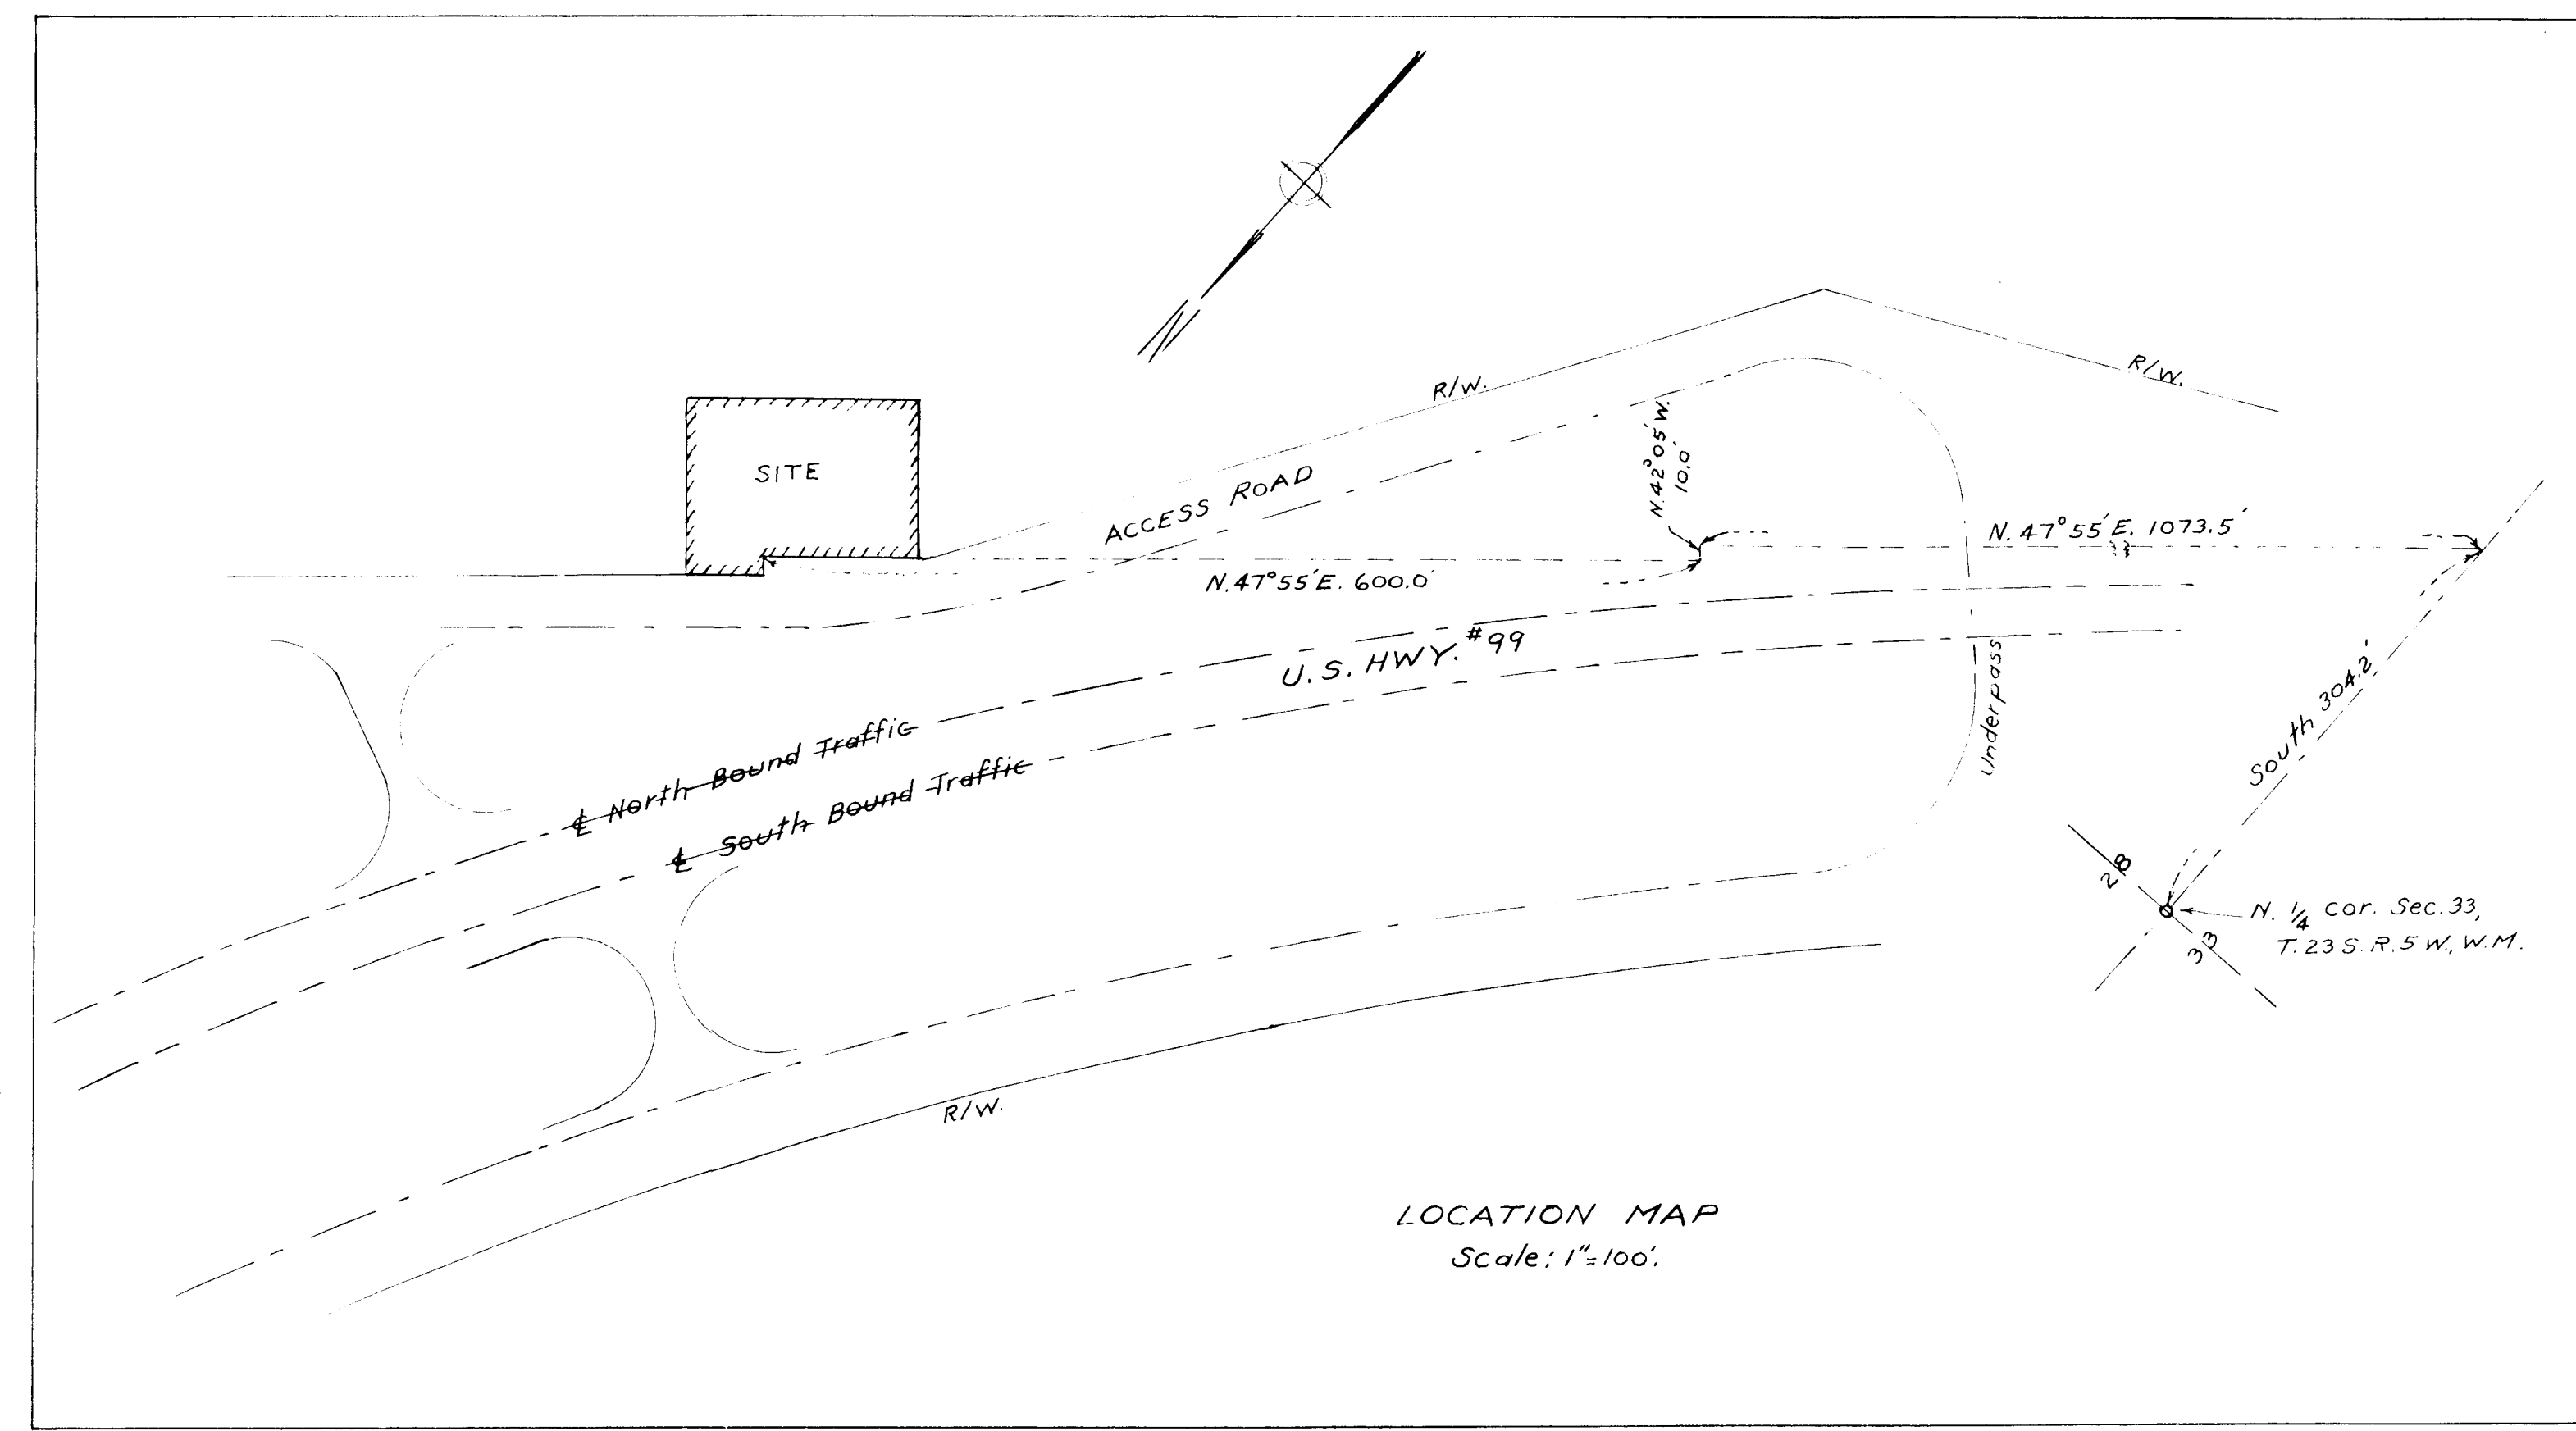 N
R/W.
R/W.
SITE
ACCESS ROAD
N.42°05'W.
10.0'
N.47°55'E. 1073.5'
N.47°55'E. 600.0'
U.S. HWY. #99
Underpass
South 304.2'
℄ North Bound Traffic
℄ South Bound Traffic
28
33
N. 1/4 Cor. Sec. 33,
T. 23 S. R. 5 W., W.M.
R/W.
LOCATION MAP
Scale: 1"=100'.